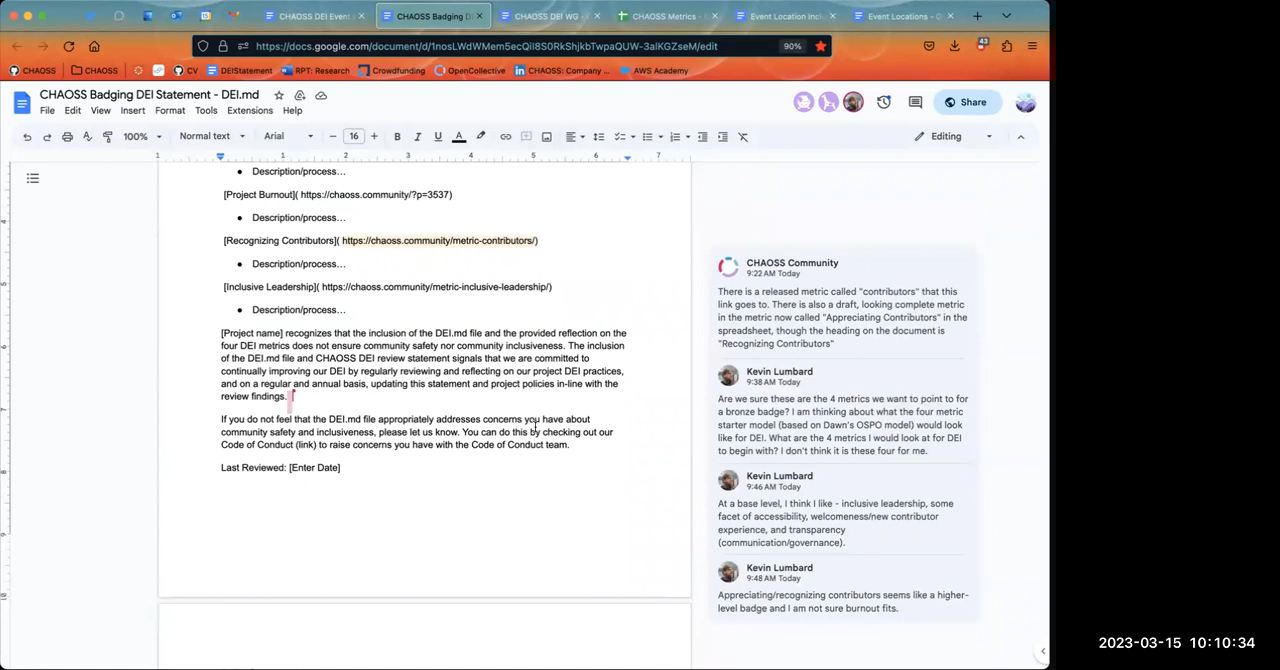 CHAOSS DEI Event
CHAOSS Badging D
CHAOSS DEI WG -
CHAOSS Metrics -
Event Location Incl
Event Locations -
https://docs.google.com/document/d/1nosLWdWMem5ecQil8S0RkShjkbTwpaQUW-3alKGZseM/edit
90%
43
CHAOSS
CHAOSS
CV
DEIStatement
RPT: Research
Crowdfunding
OpenCollective
CHAOSS: Company ...
AWS Academy
CHAOSS Badging DEI Statement - DEI.md
File Edit View Insert Format Tools Extensions Help
Share
100%
Normal text
Arial
16
B I U A
Editing
1 1 2 3 4 5 6 7
• Description/process…
[Project Burnout]( https://chaoss.community/?p=3537)
• Description/process…
[Recognizing Contributors]( https://chaoss.community/metric-contributors/)
• Description/process…
[Inclusive Leadership]( https://chaoss.community/metric-inclusive-leadership/)
• Description/process…
[Project name] recognizes that the inclusion of the DEI.md file and the provided reflection on the
four DEI metrics does not ensure community safety nor community inclusiveness. The inclusion
of the DEI.md file and CHAOSS DEI review statement signals that we are committed to
continually improving our DEI by regularly reviewing and reflecting on our project DEI practices,
and on a regular and annual basis, updating this statement and project policies in-line with the
review findings.
If you do not feel that the DEI.md file appropriately addresses concerns you have about
community safety and inclusiveness, please let us know. You can do this by checking out our
Code of Conduct (link) to raise concerns you have with the Code of Conduct team.
Last Reviewed: [Enter Date]
CHAOSS Community
9:22 AM Today
There is a released metric called "contributors" that this
link goes to. There is also a draft, looking complete metric
in the metric now called "Appreciating Contributors" in the
spreadsheet, though the heading on the document is
"Recognizing Contributors"
Kevin Lumbard
9:38 AM Today
Are we sure these are the 4 metrics we want to point to for
a bronze badge? I am thinking about what the four metric
starter model (based on Dawn's OSPO model) would look
like for DEI. What are the 4 metrics I would look at for DEI
to begin with? I don't think it is these four for me.
Kevin Lumbard
9:46 AM Today
At a base level, I think I like - inclusive leadership, some
facet of accessibility, welcomeness/new contributor
experience, and transparency
(communication/governance).
Kevin Lumbard
9:48 AM Today
Appreciating/recognizing contributors seems like a higher-
level badge and I am not sure burnout fits.
2023-03-15 10:10:34